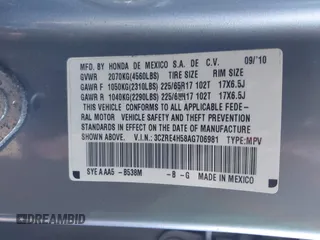 MFD. BY HONDA DE MEXICO S.A. DE C.V. 09/'10
GVWR 2070KG(4560LBS) TIRE SIZE RIM SIZE
GAWR F 1050KG(2310LBS) 225/65R17 102T 17X6.5J
GAWR R 1040KG(2290LBS) 225/65R17 102T 17X6.5J
THIS VEHICLE CONFORMS TO ALL APPLICABLE FEDE-
RAL MOTOR VEHICLE SAFETY AND THEFT PREVENTION
STANDARDS IN EFFECT ON THE DATE OF MANUFACTURE
SHOWN ABOVE.
V.I.N.: 3CZRE4H58AG706981 TYPE:MPV
SYE A AA5 - B538M - B - G MADE IN MEXICO
DREAMBID